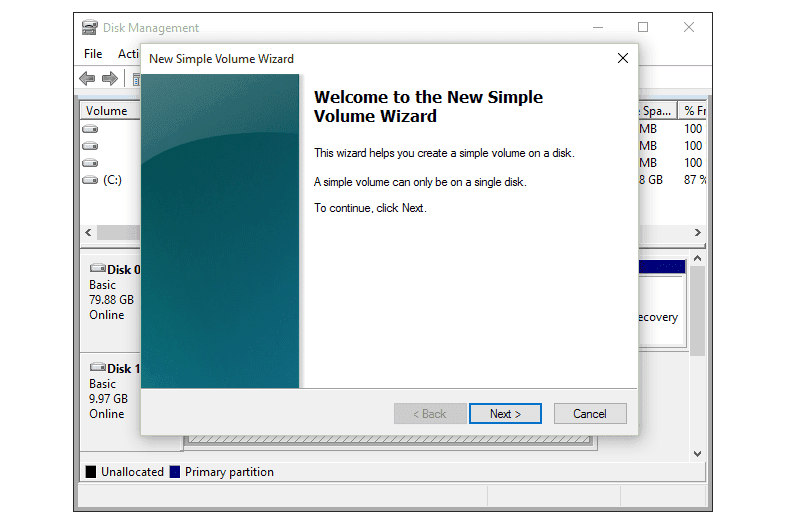 Disk Management
File
New Simple Volume Wizard
Welcome to the New Simple
Volume Wizard
This wizard helps you create a simple volume on a disk.
A simple volume can only be on a single disk.
To continue, click Next.
< Back
Next >
Cancel
Volume
% Fr
MB 100
MB 100
MB 100
(C:) 8 GB 87 %
Disk 0
Basic
79.88 GB
Online
ecovery
Disk 1
Basic
9.97 GB
Online
Unallocated
Primary partition